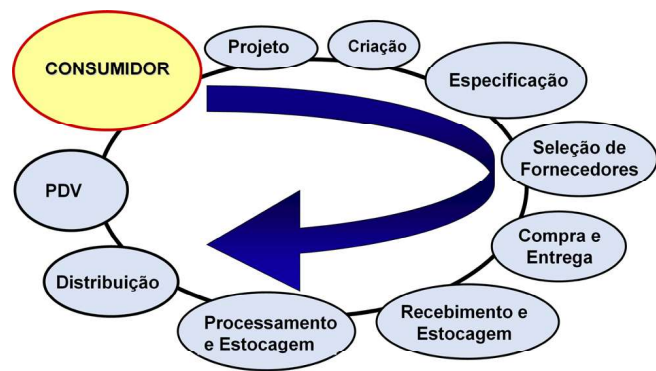 CONSUMIDOR
Projeto
Criação
Especificação
Seleção de
Fornecedores
Compra e
Entrega
Recebimento e
Estocagem
Processamento
e Estocagem
Distribuição
PDV